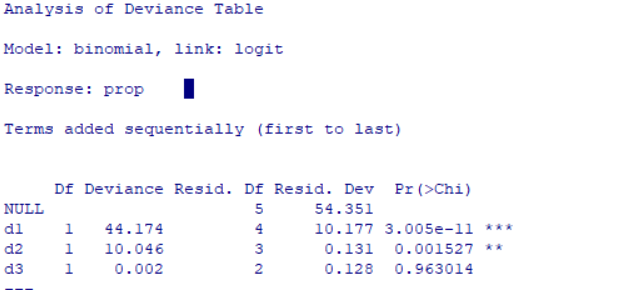 Analysis of Deviance Table
Model: binomial, link: logit
Response: prop
Terms added sequentially (first to last)
Df Deviance Resid. Df Resid. Dev Pr(>Chi)
NULL 5 54.351
d1 1 44.174 4 10.177 3.005e-11 ***
d2 1 10.046 3 0.131 0.001527 **
d3 1 0.002 2 0.128 0.963014
---